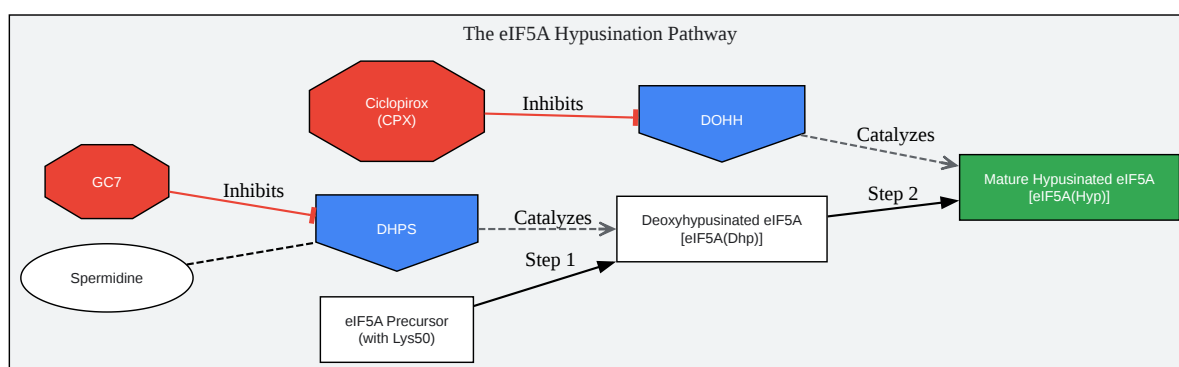 The eIF5A Hypusination Pathway
Ciclopirox
(CPX)
Inhibits
DOHH
Catalyzes
GC7
Inhibits
Mature Hypusinated eIF5A
[eIF5A(Hyp)]
DHPS
Catalyzes
Deoxyhypusinated eIF5A
[eIF5A(Dhp)]
Step 2
Spermidine
Step 1
eIF5A Precursor
(with Lys50)